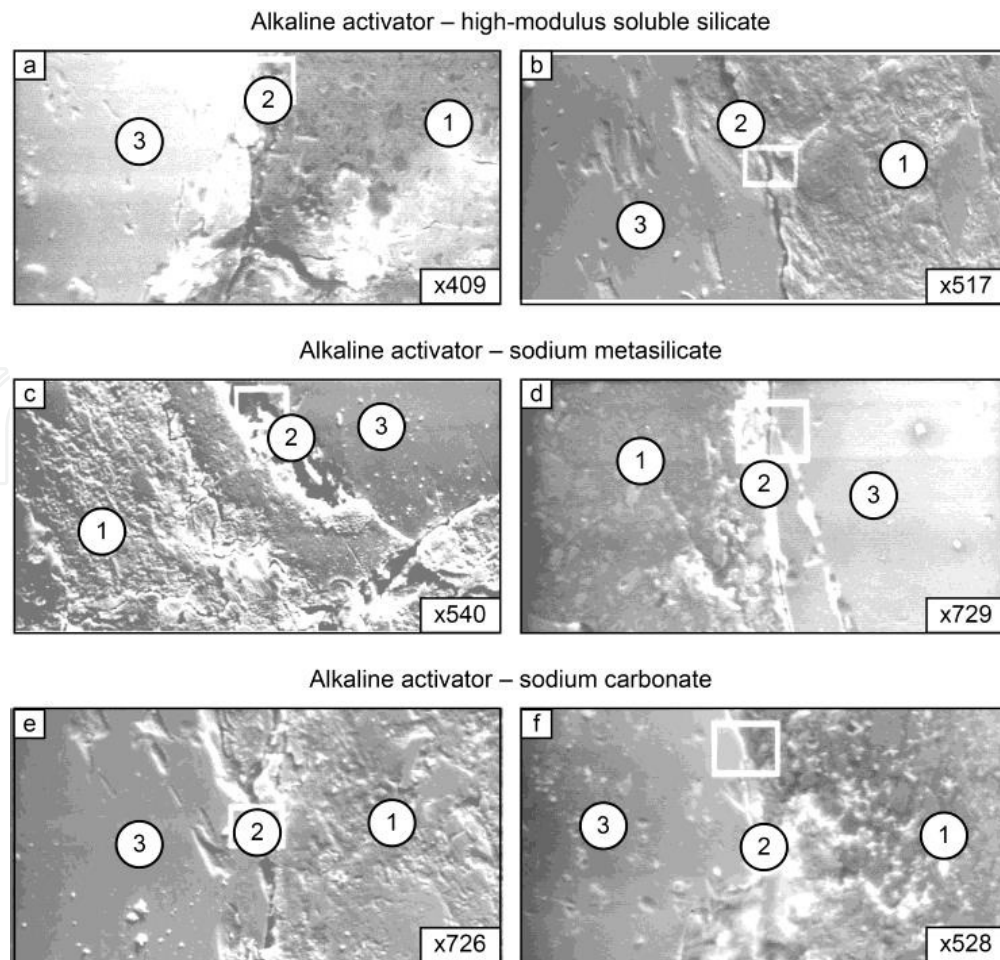 Alkaline activator – high-modulus soluble silicate
a
2
1
3
x409
b
2
1
3
x517
Alkaline activator – sodium metasilicate
c
2
3
1
x540
d
1
2
3
x729
Alkaline activator – sodium carbonate
e
3
2
1
x726
f
3
2
1
x528